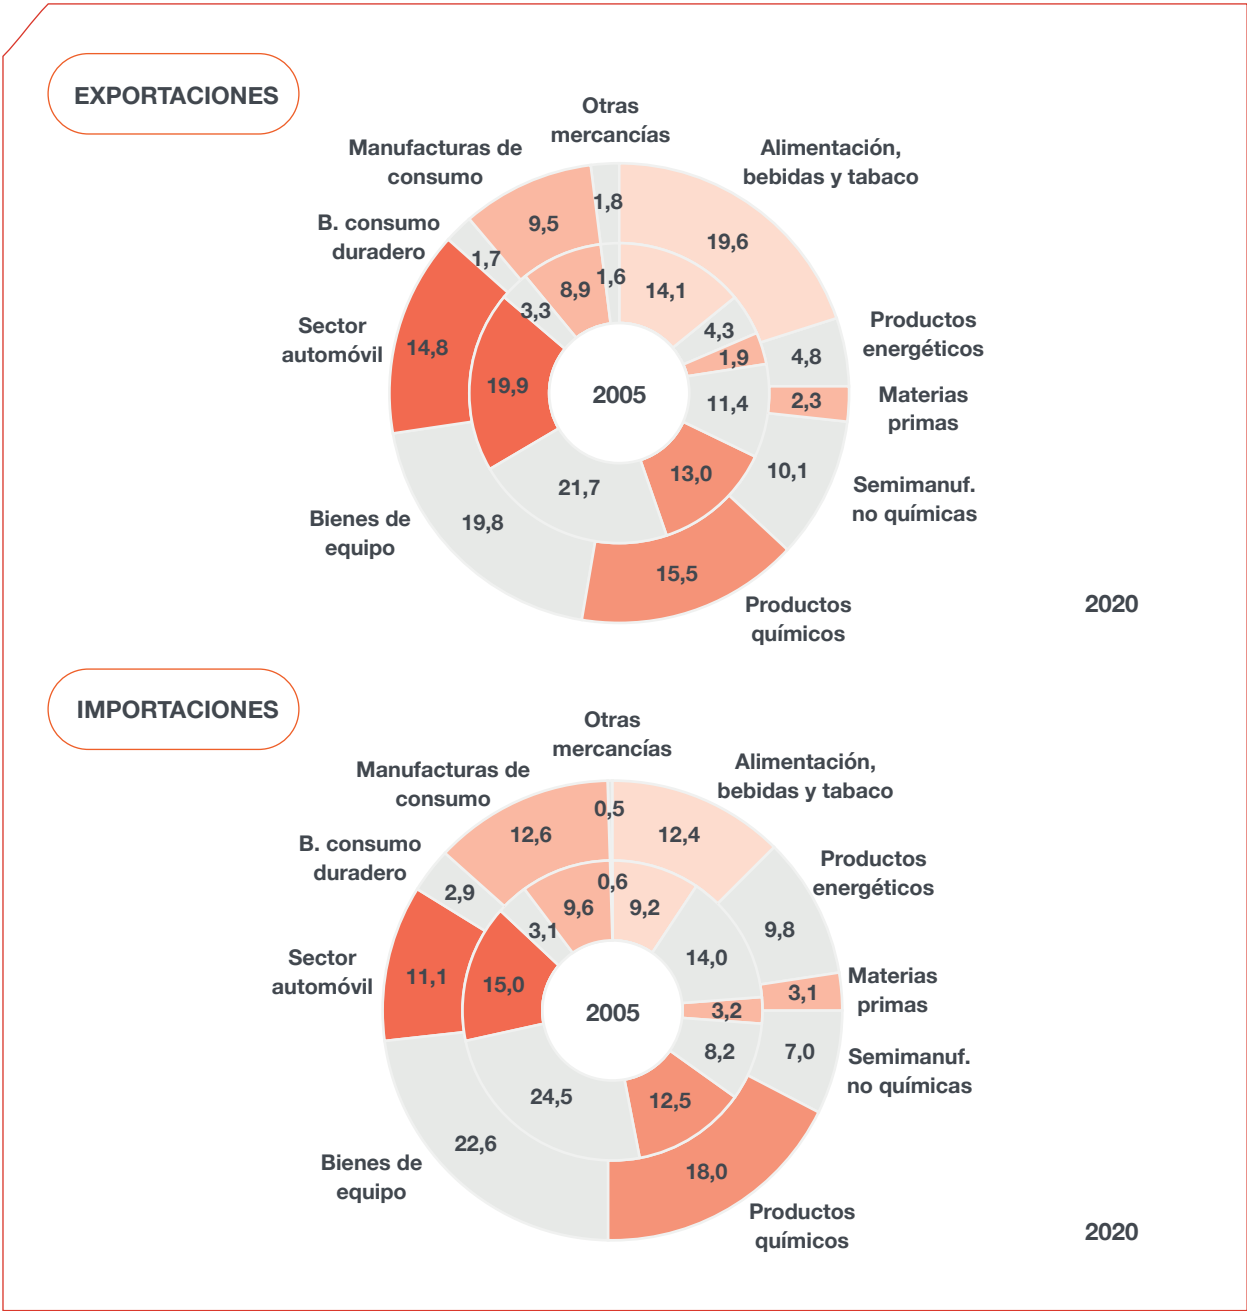 EXPORTACIONES
Otras
mercancías
Manufacturas de
consumo
Alimentación,
bebidas y tabaco
B. consumo
duradero
1,8
9,5
19,6
1,7
1,6
8,9
14,1
3,3
4,3
Sector
automóvil
Productos
energéticos
14,8
1,9
4,8
19,9
2005
11,4
2,3
Materias
primas
13,0
10,1
21,7
Semimanuf.
no químicas
Bienes de
equipo
19,8
15,5
Productos
químicos
2020
IMPORTACIONES
Otras
mercancías
Manufacturas de
consumo
Alimentación,
bebidas y tabaco
B. consumo
duradero
0,5
12,6
12,4
Productos
energéticos
2,9
0,6
9,6
9,2
3,1
9,8
Sector
automóvil
14,0
11,1
15,0
3,2
3,1
Materias
primas
2005
8,2
7,0
Semimanuf.
no químicas
24,5
12,5
22,6
18,0
Bienes de
equipo
Productos
químicos
2020